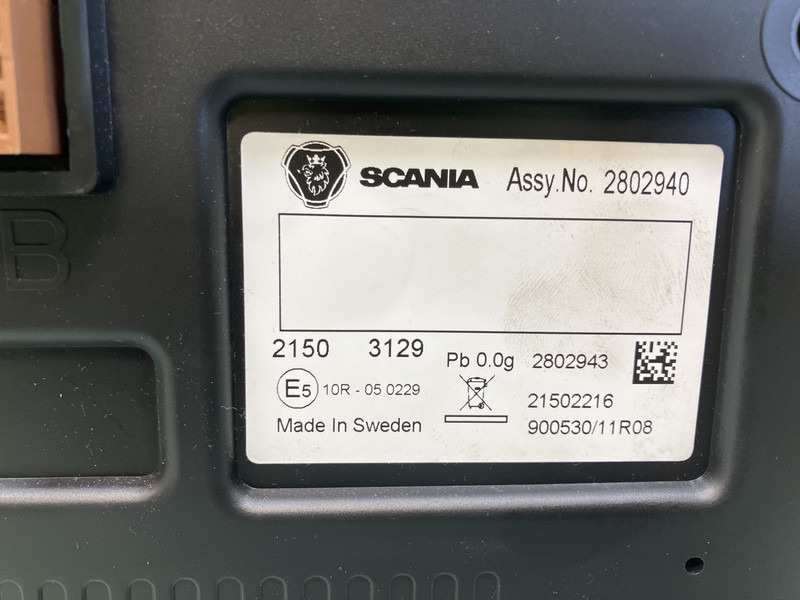 B
SCANIA Assy.No. 2802940
2150 3129 Pb 0.0g 2802943
E5 10R - 05 0229 21502216
Made In Sweden 900530/11R08